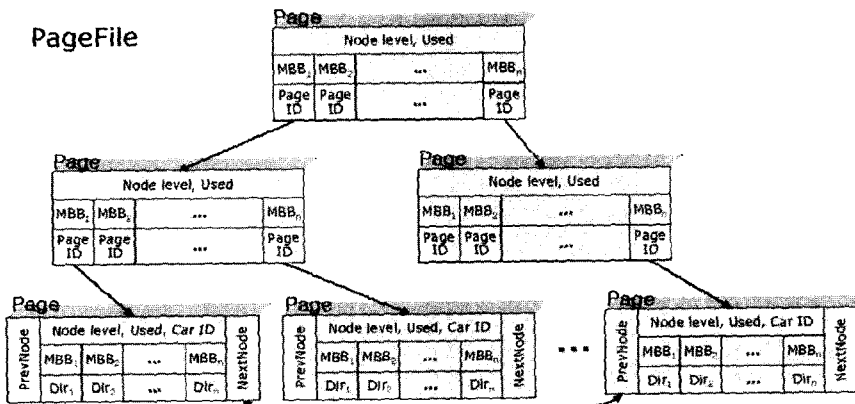 PageFile
Page
Node level, Used
MBB₁ MBB₂ ... MBBₙ
Page ID Page ID ... Page ID
Page
Node level, Used
MBB₁ MBB₂ ... MBBₙ
Page ID Page ID ... Page ID
Page
Node level, Used
MBB₁ MBB₂ ... MBBₙ
Page ID Page ID ... Page ID
Page
PrevNode
Node level, Used, Car ID
MBB₁ MBB₂ ... MBBₙ
Dir₁ Dir₂ ... Dirₙ
NextNode
Page
PrevNode
Node level, Used, Car ID
MBB₁ MBB₂ ... MBBₙ
Dir₁ Dir₂ ... Dirₙ
NextNode
...
Page
PrevNode
Node level, Used, Car ID
MBB₁ MBB₂ ... MBBₙ
Dir₁ Dir₂ ... Dirₙ
NextNode